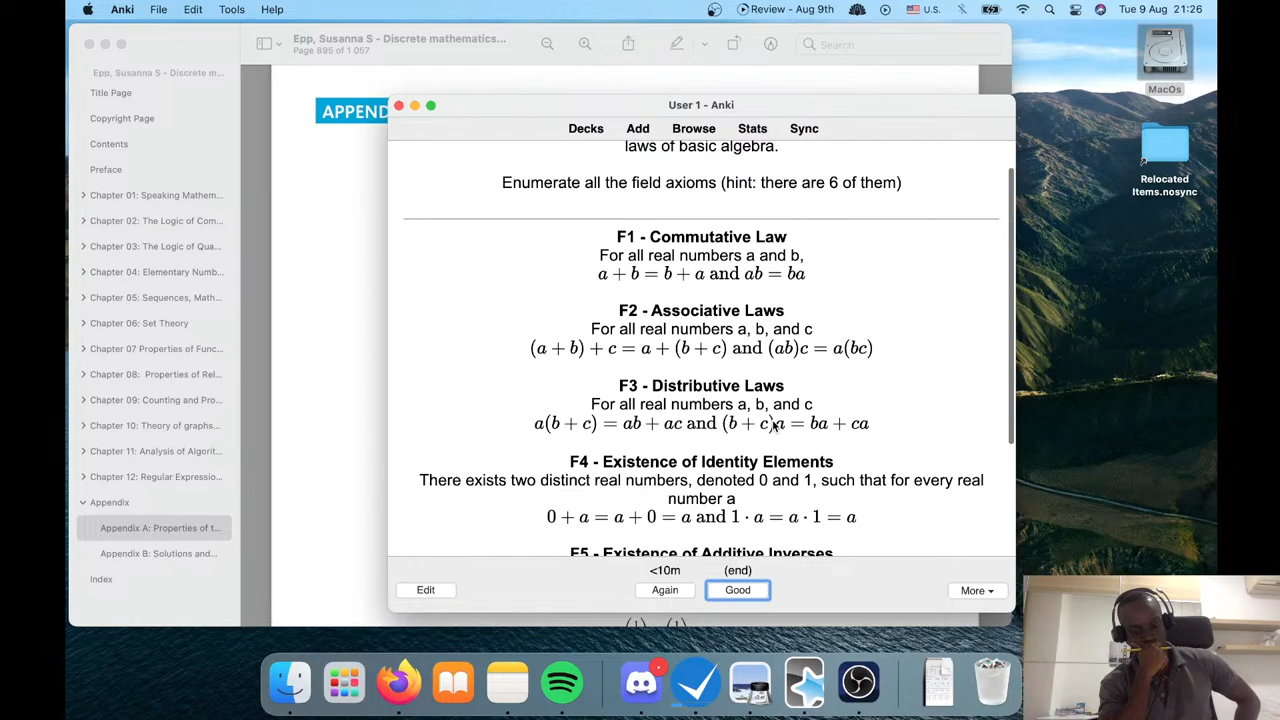 Anki File Edit Tools Help
Review - Aug 9th U.S. Tue 9 Aug 21:26
Epp, Susanna S - Discrete m...
Title Page
Copyright Page
Contents
Preface
Chapter 01: Speaking Mathem...
Chapter 02: The Logic of Com...
Chapter 03: The Logic of Qua...
Chapter 04: Elementary Numb...
Chapter 05: Sequences, Math...
Chapter 06: Set Theory
Chapter 07 Properties of Func...
Chapter 08: Properties of Rel...
Chapter 09: Counting and Pro...
Chapter 10: Theory of graphs...
Chapter 11: Analysis of Algorit...
Chapter 12: Regular Expressio...
Appendix
Appendix A: Properties of t...
Appendix B: Solutions and...
Index
Epp, Susanna S - Discrete mathematics...
Page 895 of 1 057
Search
APPEND
User 1 - Anki
Decks Add Browse Stats Sync
laws of basic algebra.
Enumerate all the field axioms (hint: there are 6 of them)
F1 - Commutative Law
For all real numbers a and b,
a + b = b + a and ab = ba
F2 - Associative Laws
For all real numbers a, b, and c
(a + b) + c = a + (b + c) and (ab)c = a(bc)
F3 - Distributive Laws
For all real numbers a, b, and c
a(b + c) = ab + ac and (b + c)a = ba + ca
F4 - Existence of Identity Elements
There exists two distinct real numbers, denoted 0 and 1, such that for every real
number a
0 + a = a + 0 = a and 1 · a = a · 1 = a
F5 - Existence of Additive Inverses
<10m (end)
Edit Again Good More
MacOs
Relocated
Items.nosync